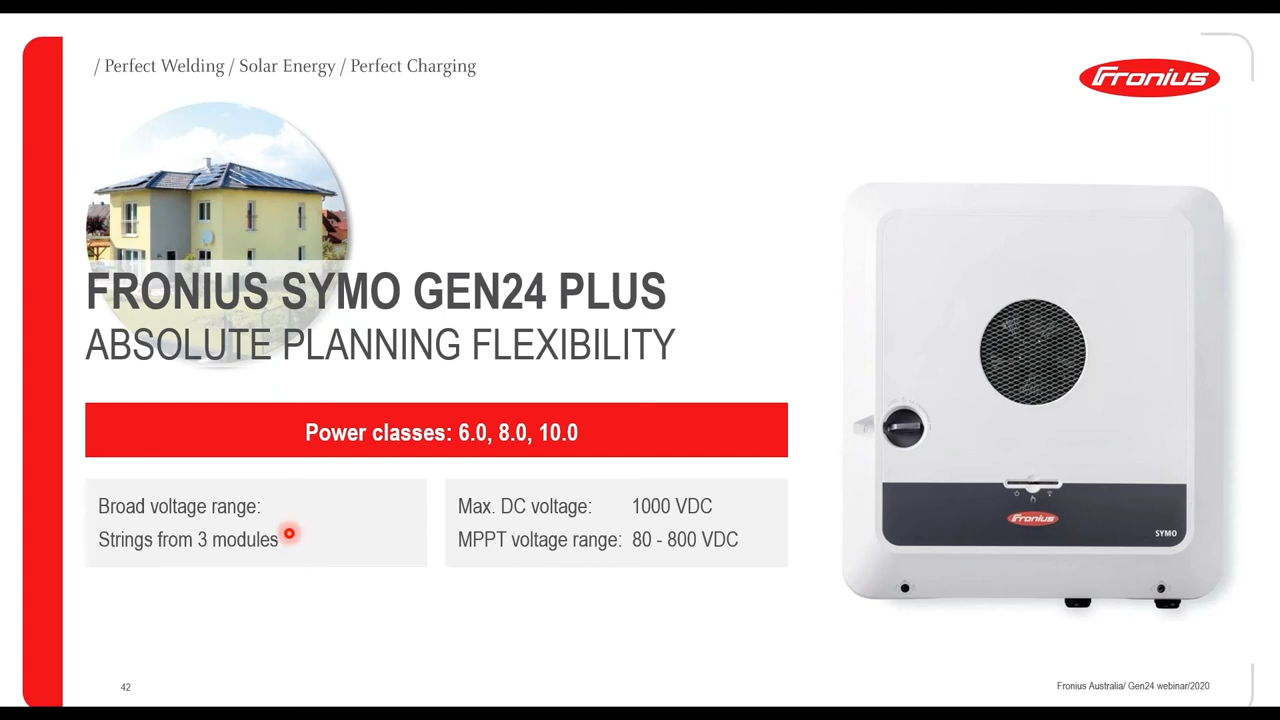 / Perfect Welding / Solar Energy / Perfect Charging
Fronius
FRONIUS SYMO GEN24 PLUS
ABSOLUTE PLANNING FLEXIBILITY
Power classes: 6.0, 8.0, 10.0
Broad voltage range:
Strings from 3 modules
Max. DC voltage: 1000 VDC
MPPT voltage range: 80 - 800 VDC
Fronius
SYMO
42
Fronius Australia/ Gen24 webinar/2020